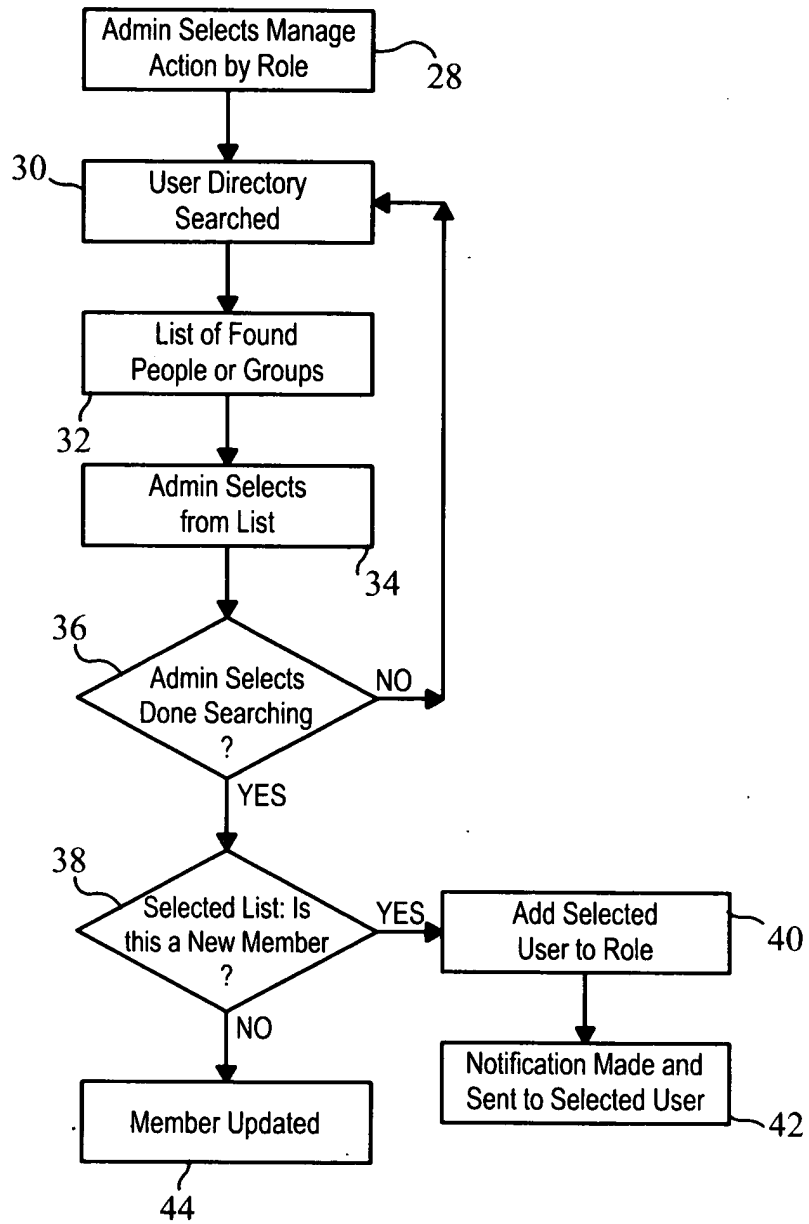 Admin Selects Manage
Action by Role
28
30
User Directory
Searched
List of Found
People or Groups
32
Admin Selects
from List
34
36
Admin Selects
Done Searching
?
NO
YES
38
Selected List: Is
this a New Member
?
YES
Add Selected
User to Role
40
NO
Notification Made and
Sent to Selected User
42
Member Updated
44